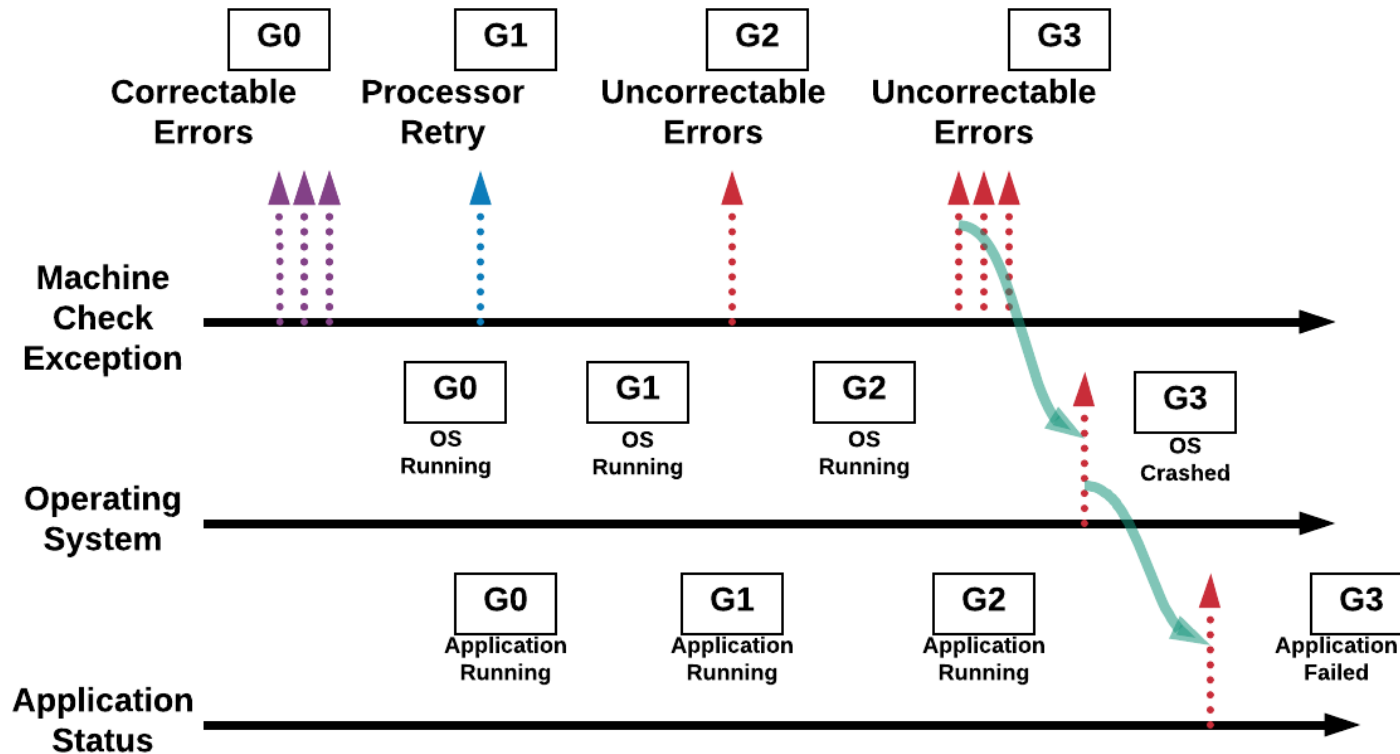 G0
G1
G2
G3
Correctable
Errors
Processor
Retry
Uncorrectable
Errors
Uncorrectable
Errors
Machine
Check
Exception
G0
OS
Running
G1
OS
Running
G2
OS
Running
G3
OS
Crashed
Operating
System
G0
Application
Running
G1
Application
Running
G2
Application
Running
G3
Application
Failed
Application
Status